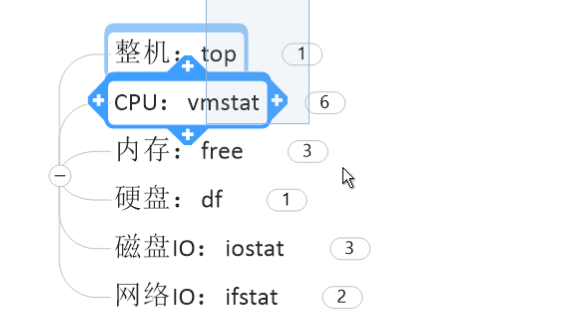 整机：top 1
CPU：vmstat 6
内存：free 3
硬盘：df 1
磁盘IO：iostat 3
网络IO：ifstat 2